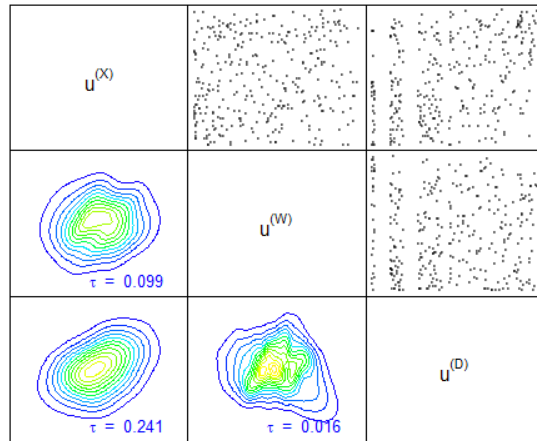 u(X)
τ = 0.099
u(W)
τ = 0.241
τ = 0.016
u(D)